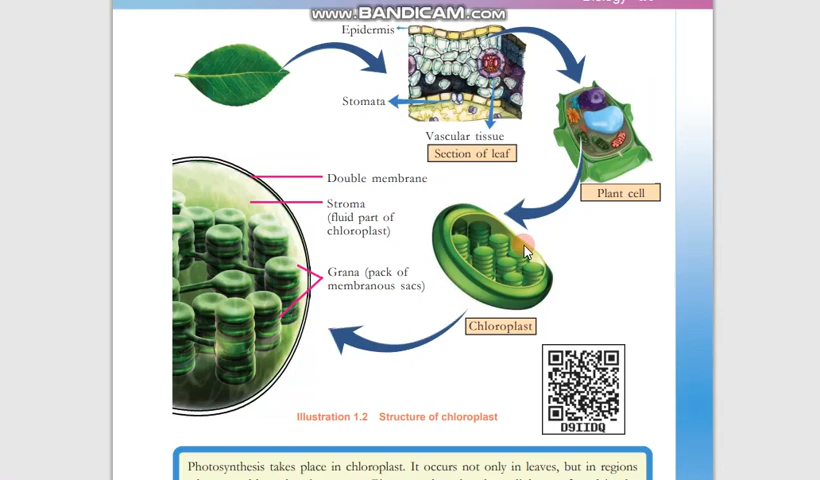 WWW.BANDICAM.COM
Epidermis
Stomata
Vascular tissue
Section of leaf
Plant cell
Double membrane
Stroma
(fluid part of
chloroplast)
Grana (pack of
membranous sacs)
Chloroplast
D9IIDQ
Illustration 1.2 Structure of chloroplast
Photosynthesis takes place in chloroplast. It occurs not only in leaves, but in regions